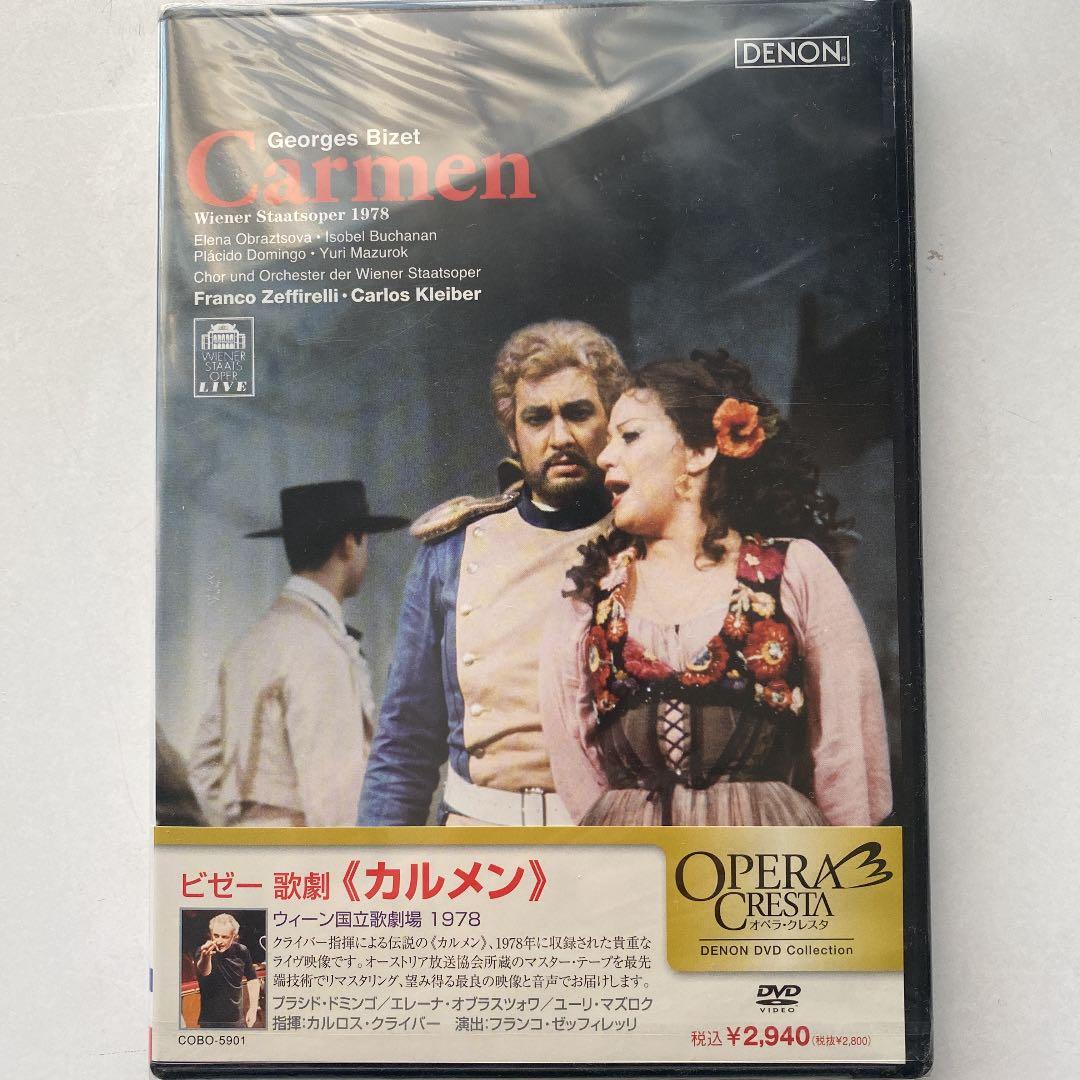 DENON
Georges Bizet
Carmen
Wiener Staatsoper 1978
Elena Obraztsova · Isobel Buchanan
Plácido Domingo · Yuri Mazurok
Chor und Orchester der Wiener Staatsoper
Franco Zeffirelli · Carlos Kleiber
WIENER
STAATS
OPER
LIVE
ビゼー 歌劇《カルメン》
ウィーン国立歌劇場 1978
クライバー指揮による伝説の《カルメン》、1978年に収録された貴重な
ライヴ映像です。オーストリア放送協会所蔵のマスター・テープを最先
端技術でリマスタリング、望み得る最良の映像と音声でお届けします。
プラシド・ドミンゴ/エレーナ・オブラスツォワ/ユーリ・マズロク
指揮:カルロス・クライバー 演出:フランコ・ゼッフィレッリ
COBO-5901
OPERA
CRESTA
オペラ・クレスタ
DENON DVD Collection
DVD
VIDEO
税込¥2,940(税抜¥2,800)